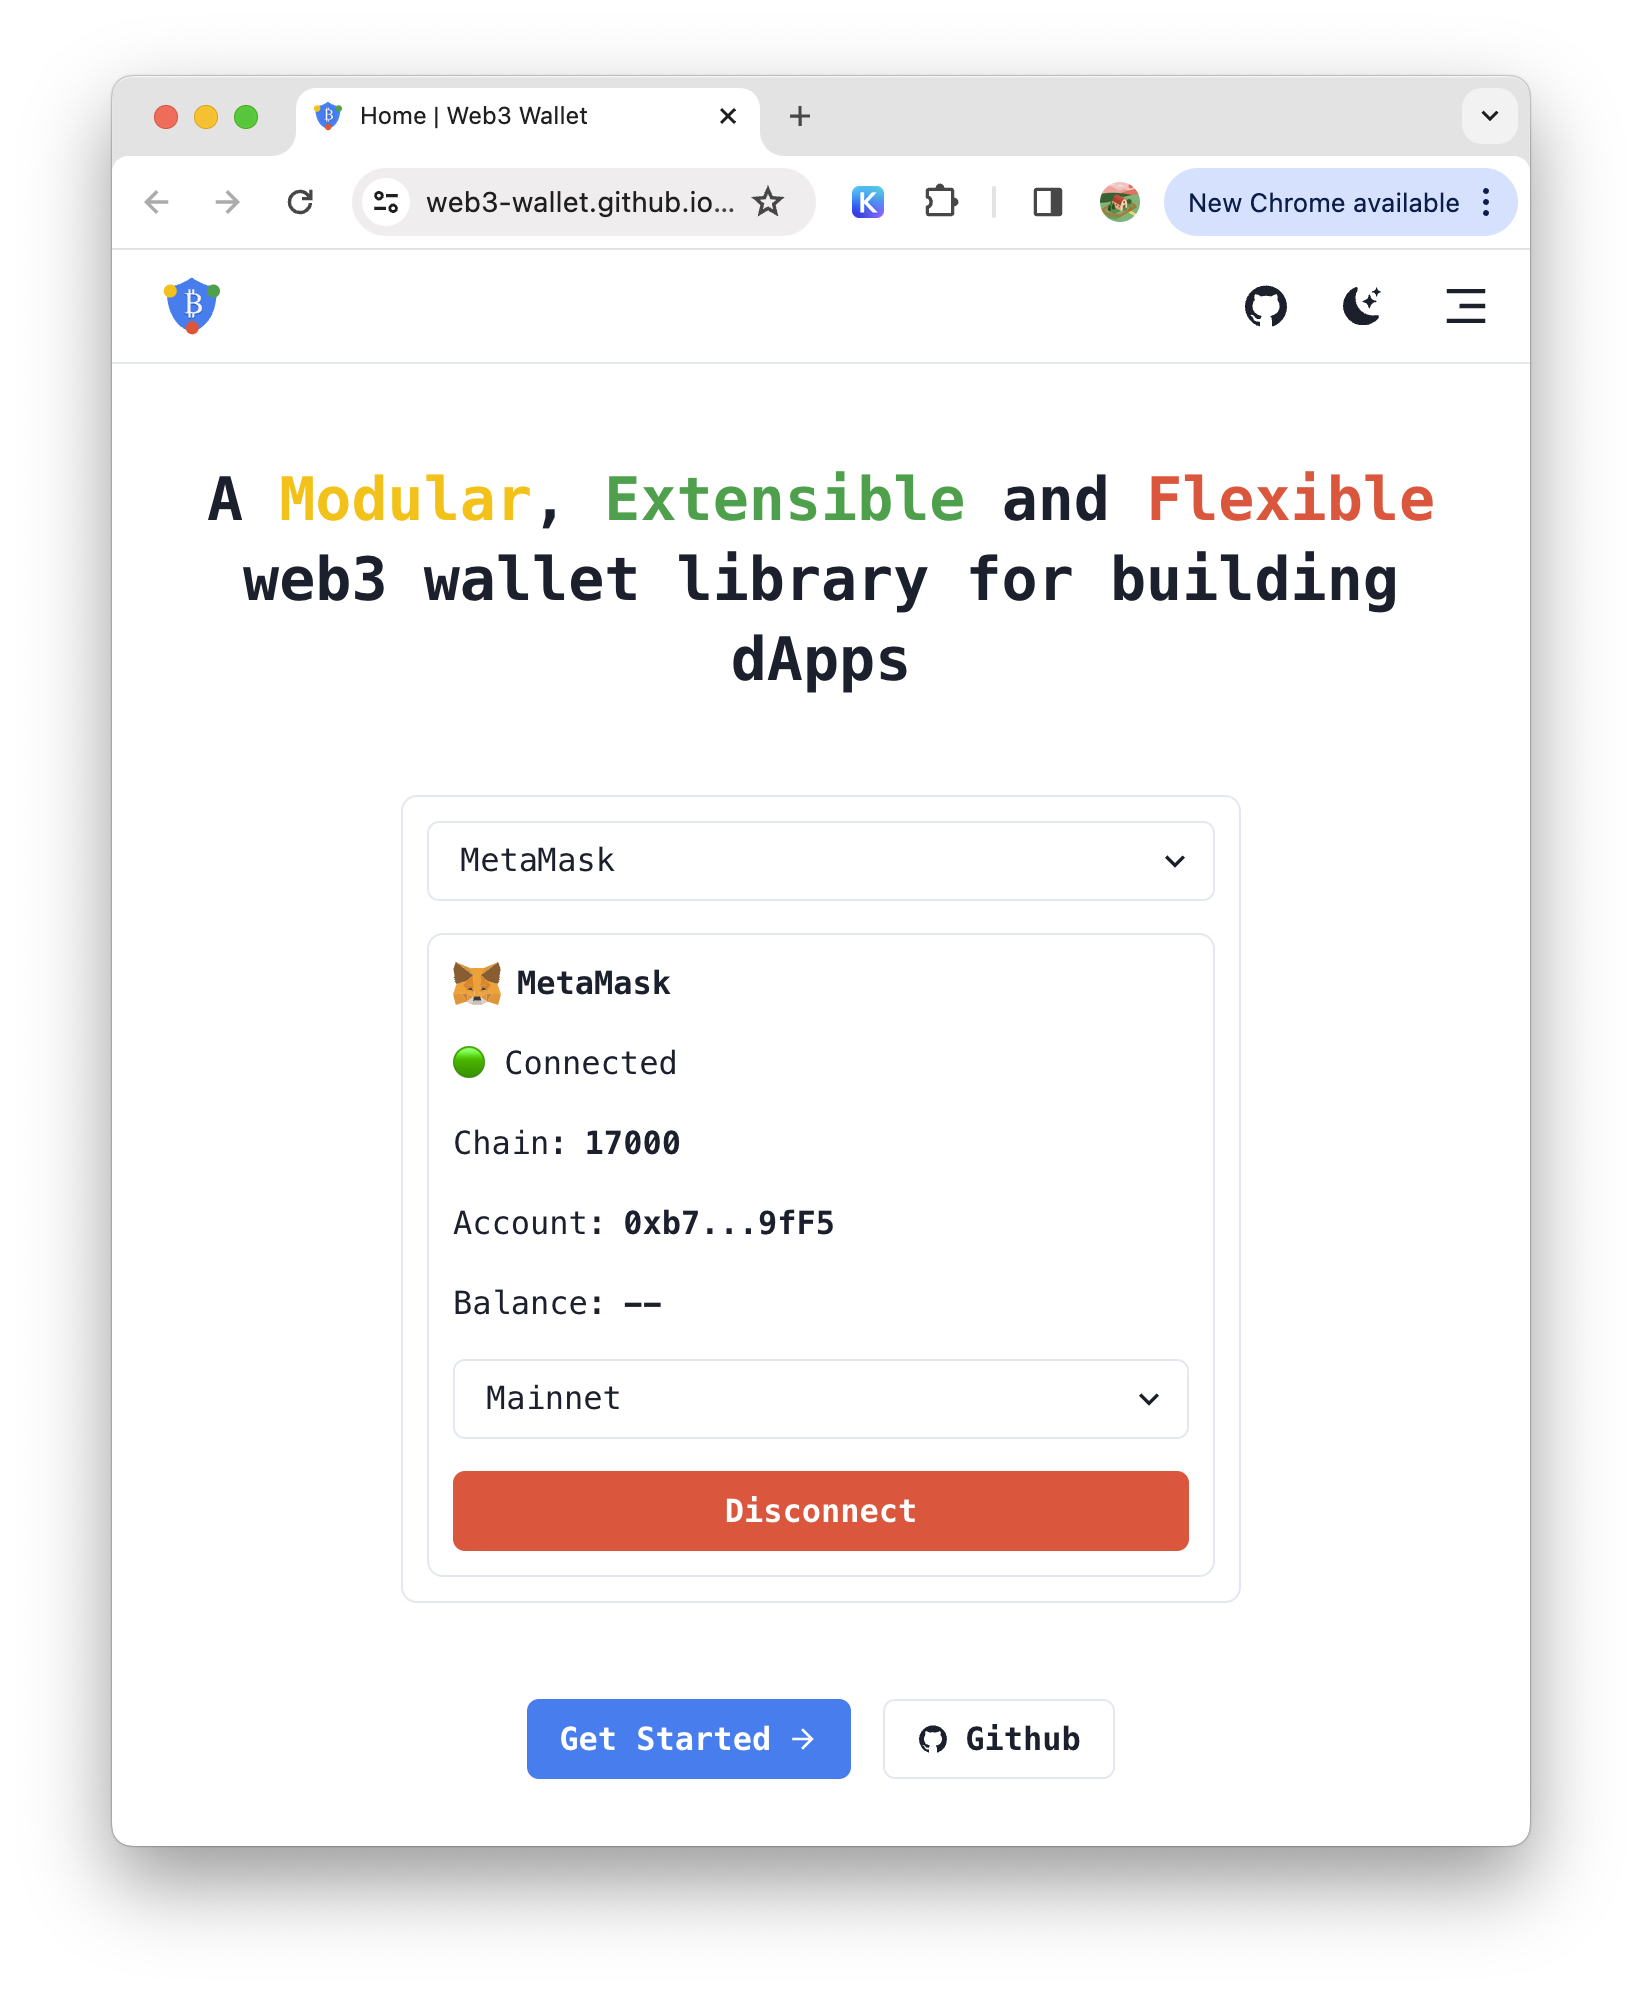 Home | Web3 Wallet
web3-wallet.github.io...
K
New Chrome available
₿
A Modular, Extensible and Flexible
web3 wallet library for building
dApps
MetaMask
MetaMask
Connected
Chain: 17000
Account: 0xb7...9fF5
Balance: --
Mainnet
Disconnect
Get Started →
Github